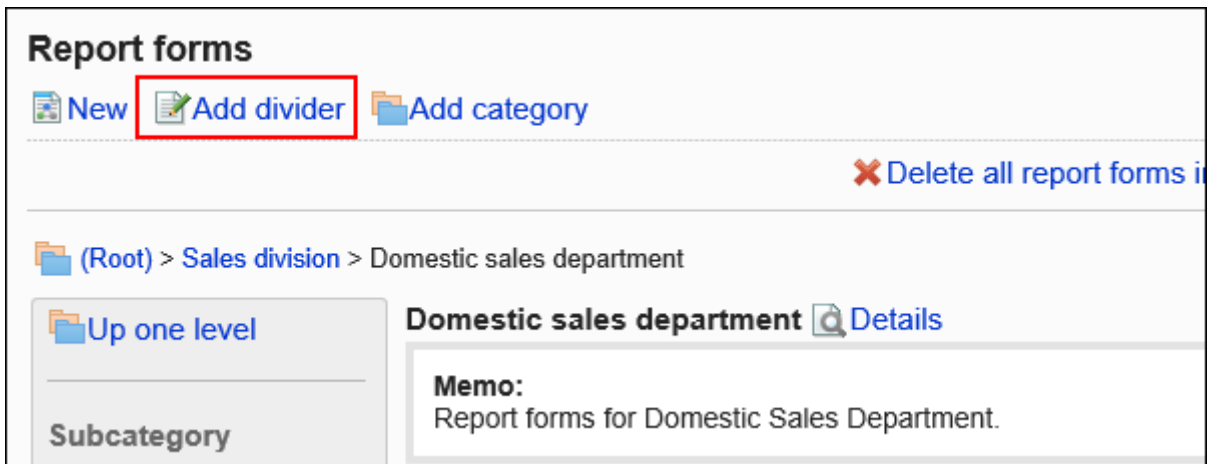 Report forms
New Add divider Add category
Delete all report forms
(Root) > Sales division > Domestic sales department
Up one level
Domestic sales department Details
Memo:
Report forms for Domestic Sales Department.
Subcategory